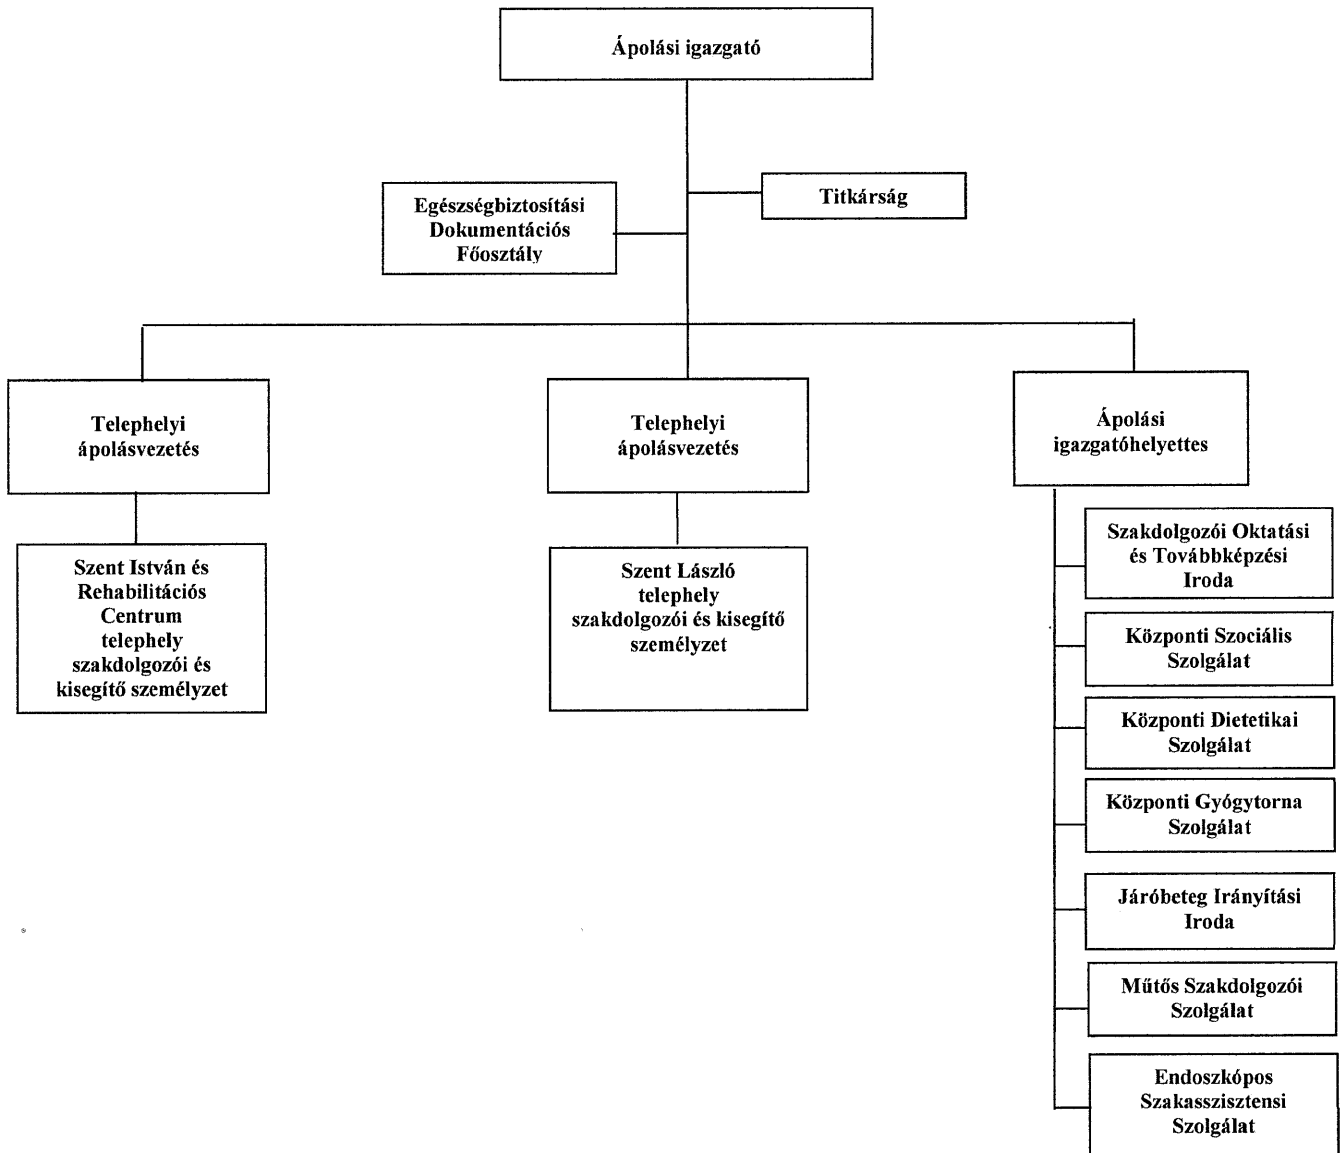 Ápolási igazgató
Titkárság
Egészségbiztosítási
Dokumentációs
Főosztály
Telephelyi
ápolásvezetés
Telephelyi
ápolásvezetés
Ápolási
igazgatóhelyettes
Szent István és
Rehabilitációs
Centrum
telephely
szakdolgozói és
kisegítő személyzet
Szent László
telephely
szakdolgozói és kisegítő
személyzet
Szakdolgozói Oktatási
és Továbbképzési
Iroda
Központi Szociális
Szolgálat
Központi Dietetikai
Szolgálat
Központi Gyógytorna
Szolgálat
Járóbeteg Irányítási
Iroda
Műtős Szakdolgozói
Szolgálat
Endoszkópos
Szakasszisztensi
Szolgálat